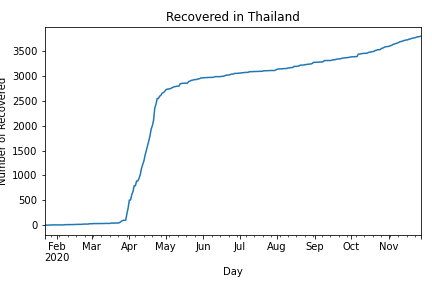 Recovered in Thailand
Number of Recovered
3500
3000
2500
2000
1500
1000
500
0
Feb Mar Apr May Jun Jul Aug Sep Oct Nov
2020
Day